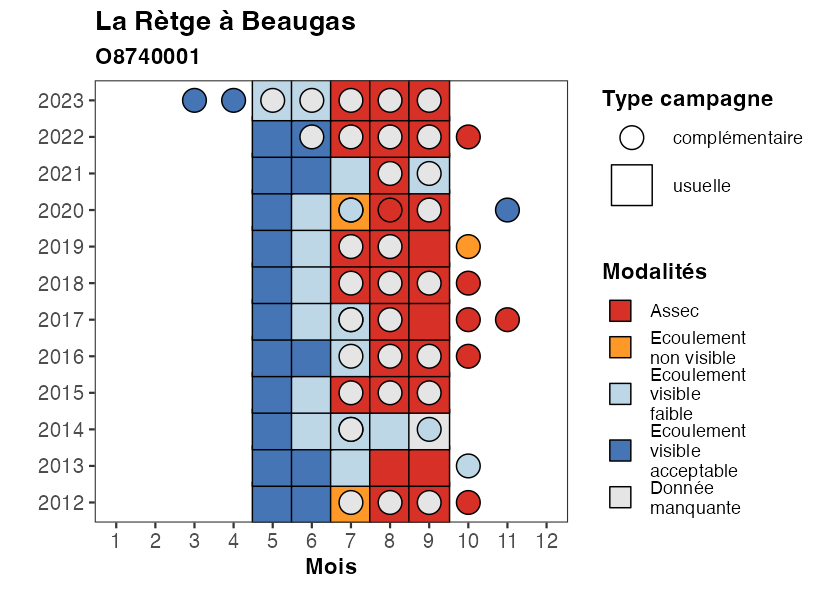 La Rètge à Beaugas
O8740001
2023
2022
2021
2020
2019
2018
2017
2016
2015
2014
2013
2012
1 2 3 4 5 6 7 8 9 10 11 12
Mois
Type campagne
complémentaire
usuelle
Modalités
Assec
Ecoulement
non visible
Ecoulement
visible
faible
Ecoulement
visible
acceptable
Donnée
manquante